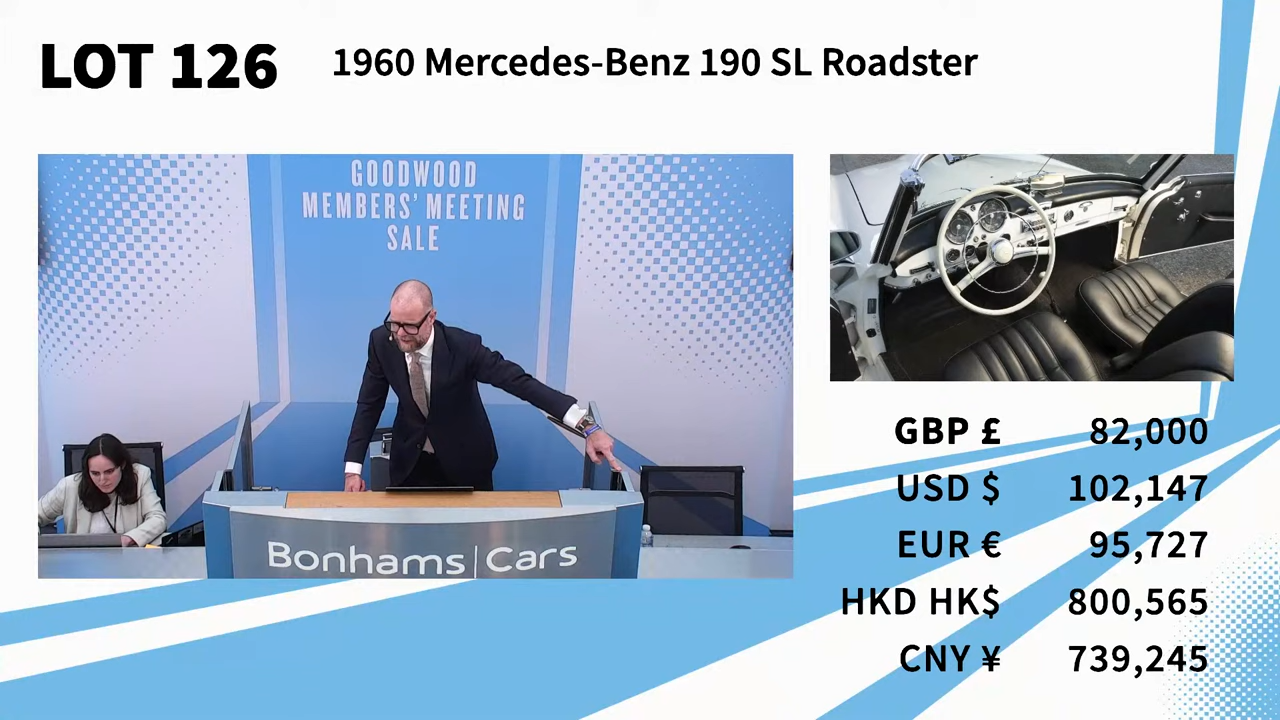 LOT 126
1960 Mercedes-Benz 190 SL Roadster
GOODWOOD
MEMBERS' MEETING
SALE
Bonhams|Cars
GBP £ 82,000
USD $ 102,147
EUR € 95,727
HKD HK$ 800,565
CNY ¥ 739,245